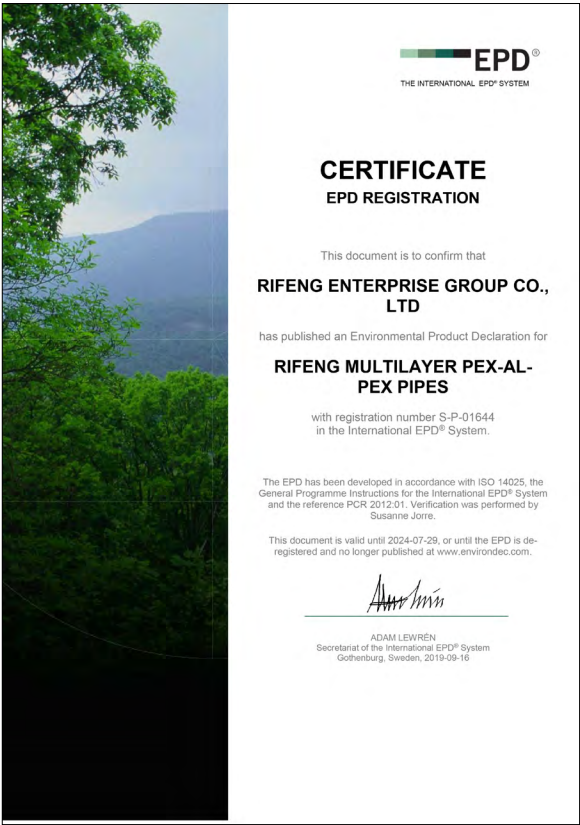 EPD®
THE INTERNATIONAL EPD® SYSTEM
CERTIFICATE
EPD REGISTRATION
This document is to confirm that
RIFENG ENTERPRISE GROUP CO.,
LTD
has published an Environmental Product Declaration for
RIFENG MULTILAYER PEX-AL-
PEX PIPES
with registration number S-P-01644
in the International EPD® System.
The EPD has been developed in accordance with ISO 14025, the
General Programme Instructions for the International EPD® System
and the reference PCR 2012:01. Verification was performed by
Susanne Jorre.
This document is valid until 2024-07-29, or until the EPD is de-
registered and no longer published at www.environdec.com.
ADAM LEWRÈN
Secretariat of the International EPD® System
Gothenburg, Sweden, 2019-09-16